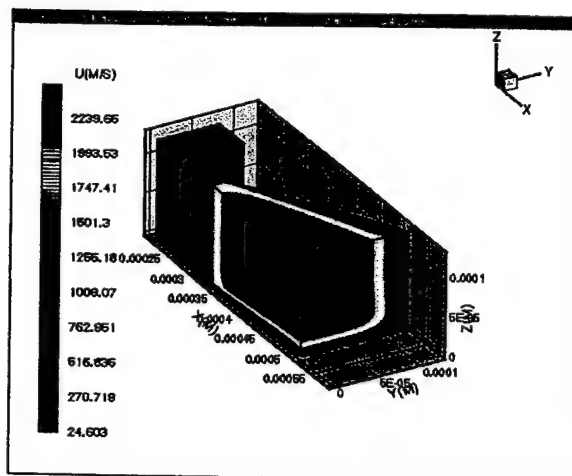 Z
Y
X
U(M/S)
2239.66
1993.53
1747.41
1501.3
1255.18
1009.07
762.951
516.836
270.719
24.603
0.00025
0.0003
0.00035
0.0004
0.00045
0.0005
0.00055
X(M)
0
5E-05
0.0001
Y(M)
0
5E-05
0.0001
Z(M)